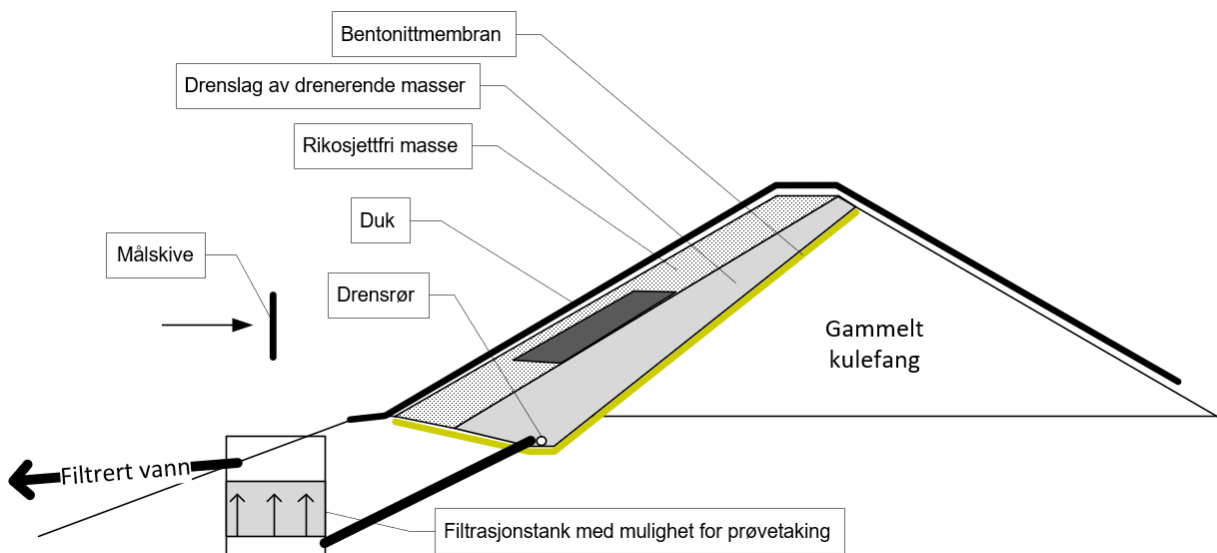 Bentonittmembran
Drenslag av drenerende masser
Rikosjettfri masse
Duk
Målskive
Drensrør
Gammelt
kulefang
Filtrert vann
Filtrasjonstank med mulighet for prøvetaking